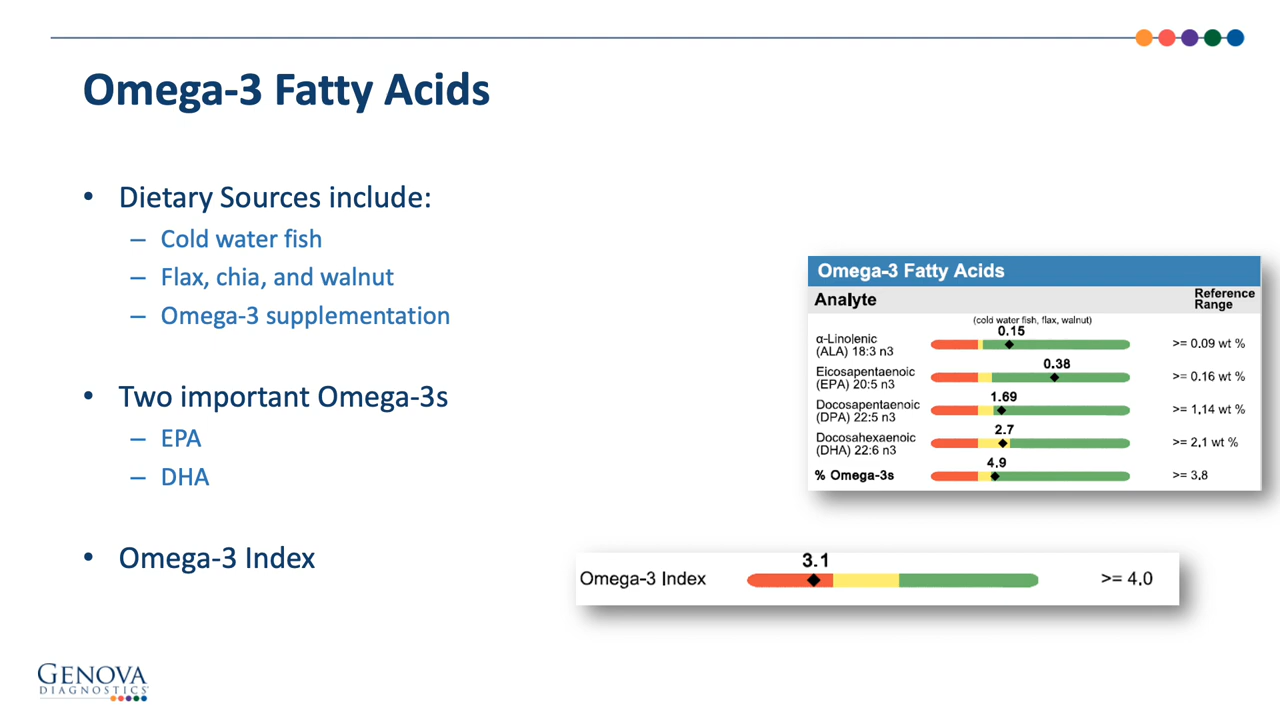 Omega-3 Fatty Acids
• Dietary Sources include:
– Cold water fish
– Flax, chia, and walnut
– Omega-3 supplementation
• Two important Omega-3s
– EPA
– DHA
• Omega-3 Index
Omega-3 Fatty Acids
Analyte
Reference
Range
(cold water fish, flax, walnut)
α-Linolenic
(ALA) 18:3 n3
0.15
>= 0.09 wt %
Eicosapentaenoic
(EPA) 20:5 n3
0.38
>= 0.16 wt %
Docosapentaenoic
(DPA) 22:5 n3
1.69
>= 1.14 wt %
Docosahexaenoic
(DHA) 22:6 n3
2.7
>= 2.1 wt %
% Omega-3s
4.9
>= 3.8
Omega-3 Index
3.1
>= 4.0
GENOVA
DIAGNOSTICS